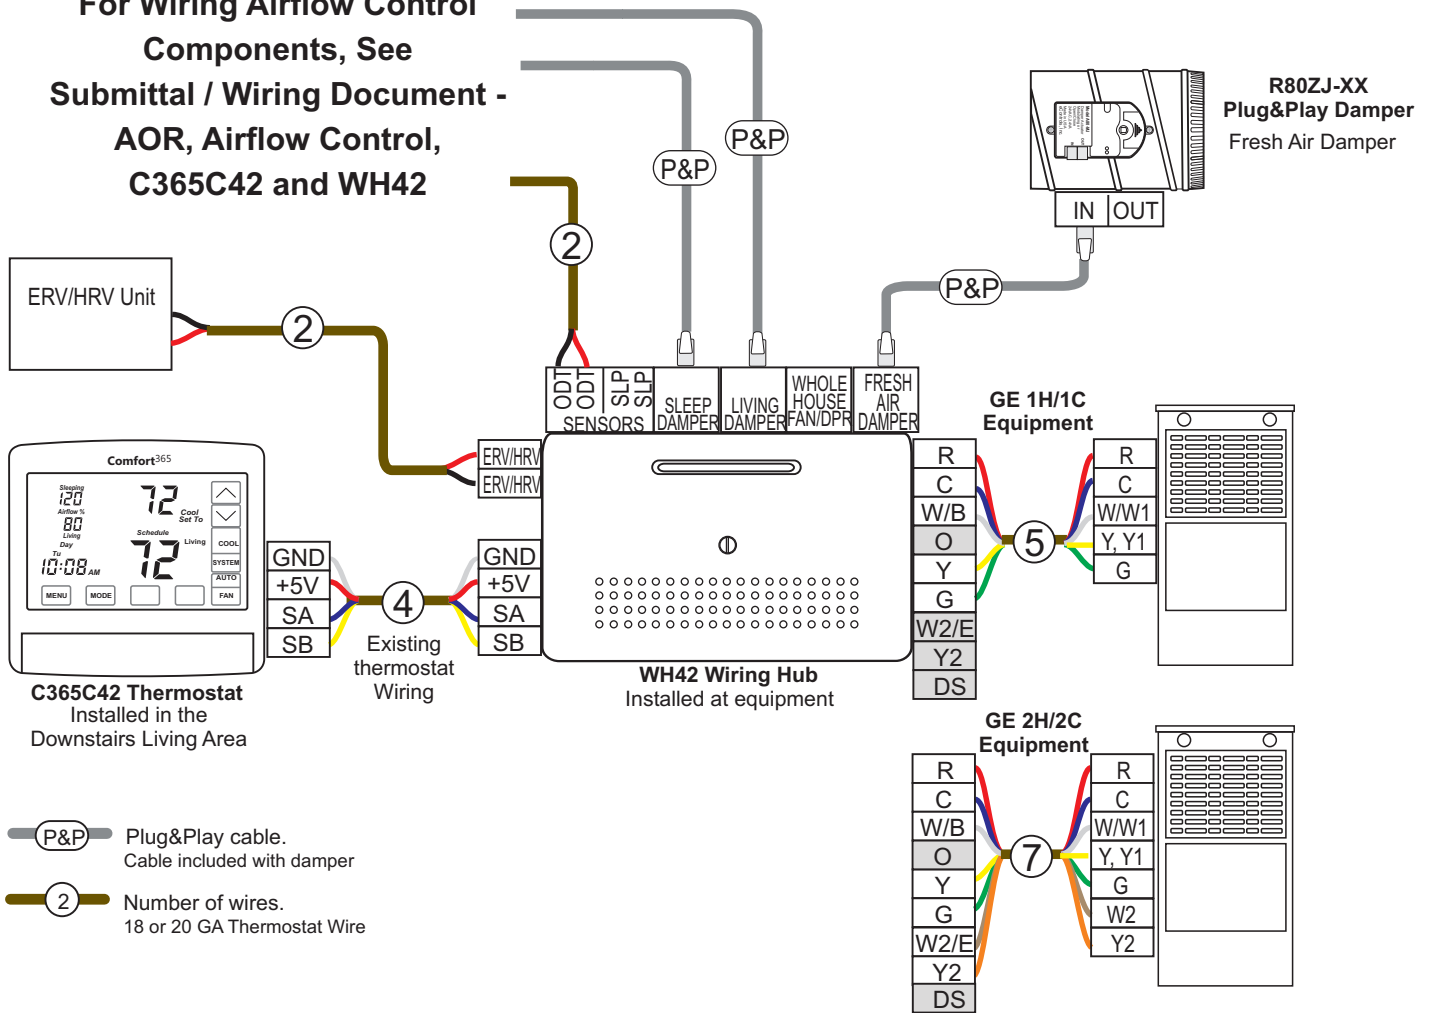 For Wiring Airflow Control
Components, See
Submittal / Wiring Document -
AOR, Airflow Control,
C365C42 and WH42
P&P
P&P
2
R80ZJ-XX
Plug&Play Damper
Fresh Air Damper
IN OUT
P&P
ERV/HRV Unit
2
ODT
ODT
SLP
SLP
SENSORS
SLEEP
DAMPER
LIVING
DAMPER
WHOLE
HOUSE
FAN/DPR
FRESH
AIR
DAMPER
ERV/HRV
ERV/HRV
Comfort365
Sleeping
120
Airflow %
80
Living
Day
Tu
10:08 AM
72
Cool
Set To
Schedule
72
Living
COOL
SYSTEM
AUTO
FAN
MENU
MODE
GND
+5V
SA
SB
4
Existing
thermostat
Wiring
GND
+5V
SA
SB
C365C42 Thermostat
Installed in the
Downstairs Living Area
WH42 Wiring Hub
Installed at equipment
GE 1H/1C
Equipment
R
C
W/B
O
Y
G
W2/E
Y2
DS
5
R
C
W/W1
Y, Y1
G
GE 2H/2C
Equipment
R
C
W/B
O
Y
G
W2/E
Y2
DS
7
R
C
W/W1
Y, Y1
G
W2
Y2
P&P
Plug&Play cable.
Cable included with damper
2
Number of wires.
18 or 20 GA Thermostat Wire